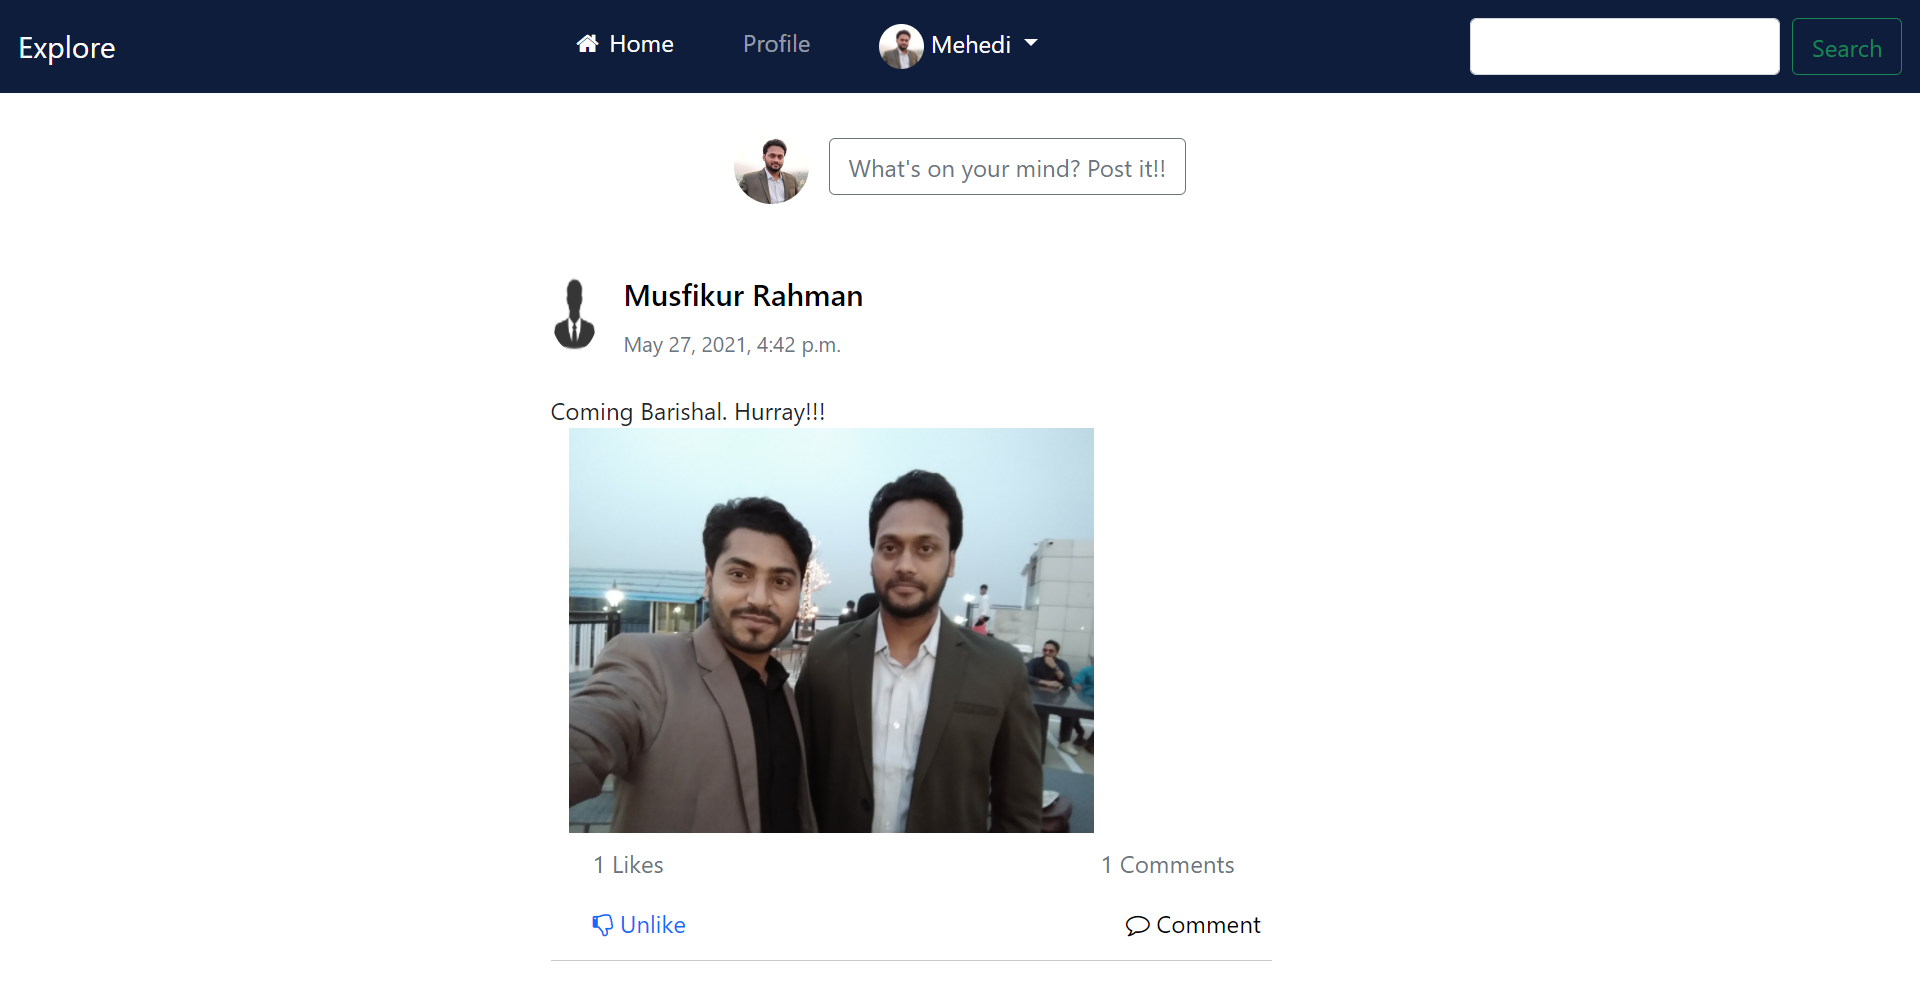 Explore
Home
Profile
Mehedi
Search
What's on your mind? Post it!!
Musfikur Rahman
May 27, 2021, 4:42 p.m.
Coming Barishal. Hurray!!!
1 Likes
1 Comments
Unlike
Comment